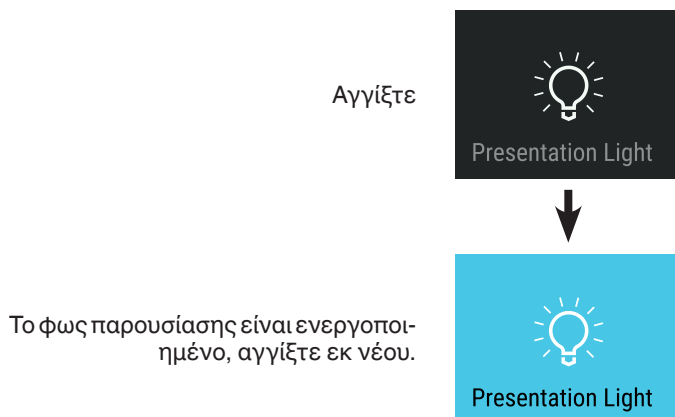 Αγγίξτε
Presentation Light
Το φως παρουσίασης είναι ενεργοποι-
ημένο, αγγίξτε εκ νέου.
Presentation Light